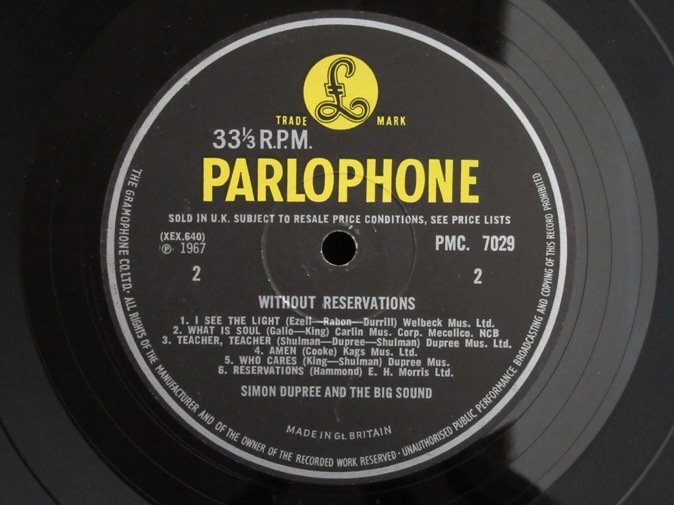 £
TRADE MARK
33⅓ R.P.M.
PARLOPHONE
SOLD IN U.K. SUBJECT TO RESALE PRICE CONDITIONS, SEE PRICE LISTS
(XEX.640)
Ⓟ 1967
PMC. 7029
2
2
WITHOUT RESERVATIONS
1. I SEE THE LIGHT (Ezell—Rabon—Durrill) Welbeck Mus. Ltd.
2. WHAT IS SOUL (Gallo—King) Carlin Mus. Corp. Mecolico. NCB
3. TEACHER, TEACHER (Shulman—Dupree—Shulman) Dupree Mus. Ltd.
4. AMEN (Cooke) Kags Mus. Ltd.
5. WHO CARES (King—Shulman) Dupree Mus.
6. RESERVATIONS (Hammond) E. H. Morris Ltd.
SIMON DUPREE AND THE BIG SOUND
MADE IN Gt. BRITAIN
THE GRAMOPHONE CO. LTD. · ALL RIGHTS OF THE MANUFACTURER AND OF THE OWNER OF THE RECORDED WORK RESERVED · UNAUTHORISED PUBLIC PERFORMANCE BROADCASTING AND COPYING OF THIS RECORD PROHIBITED